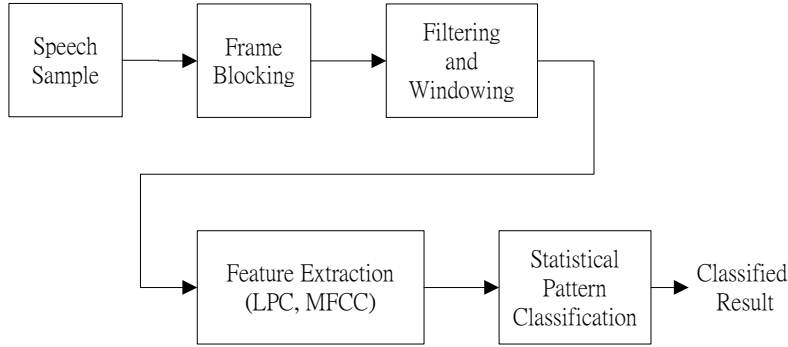 Speech
Sample
Frame
Blocking
Filtering
and
Windowing
Feature Extraction
(LPC, MFCC)
Statistical
Pattern
Classification
Classified
Result